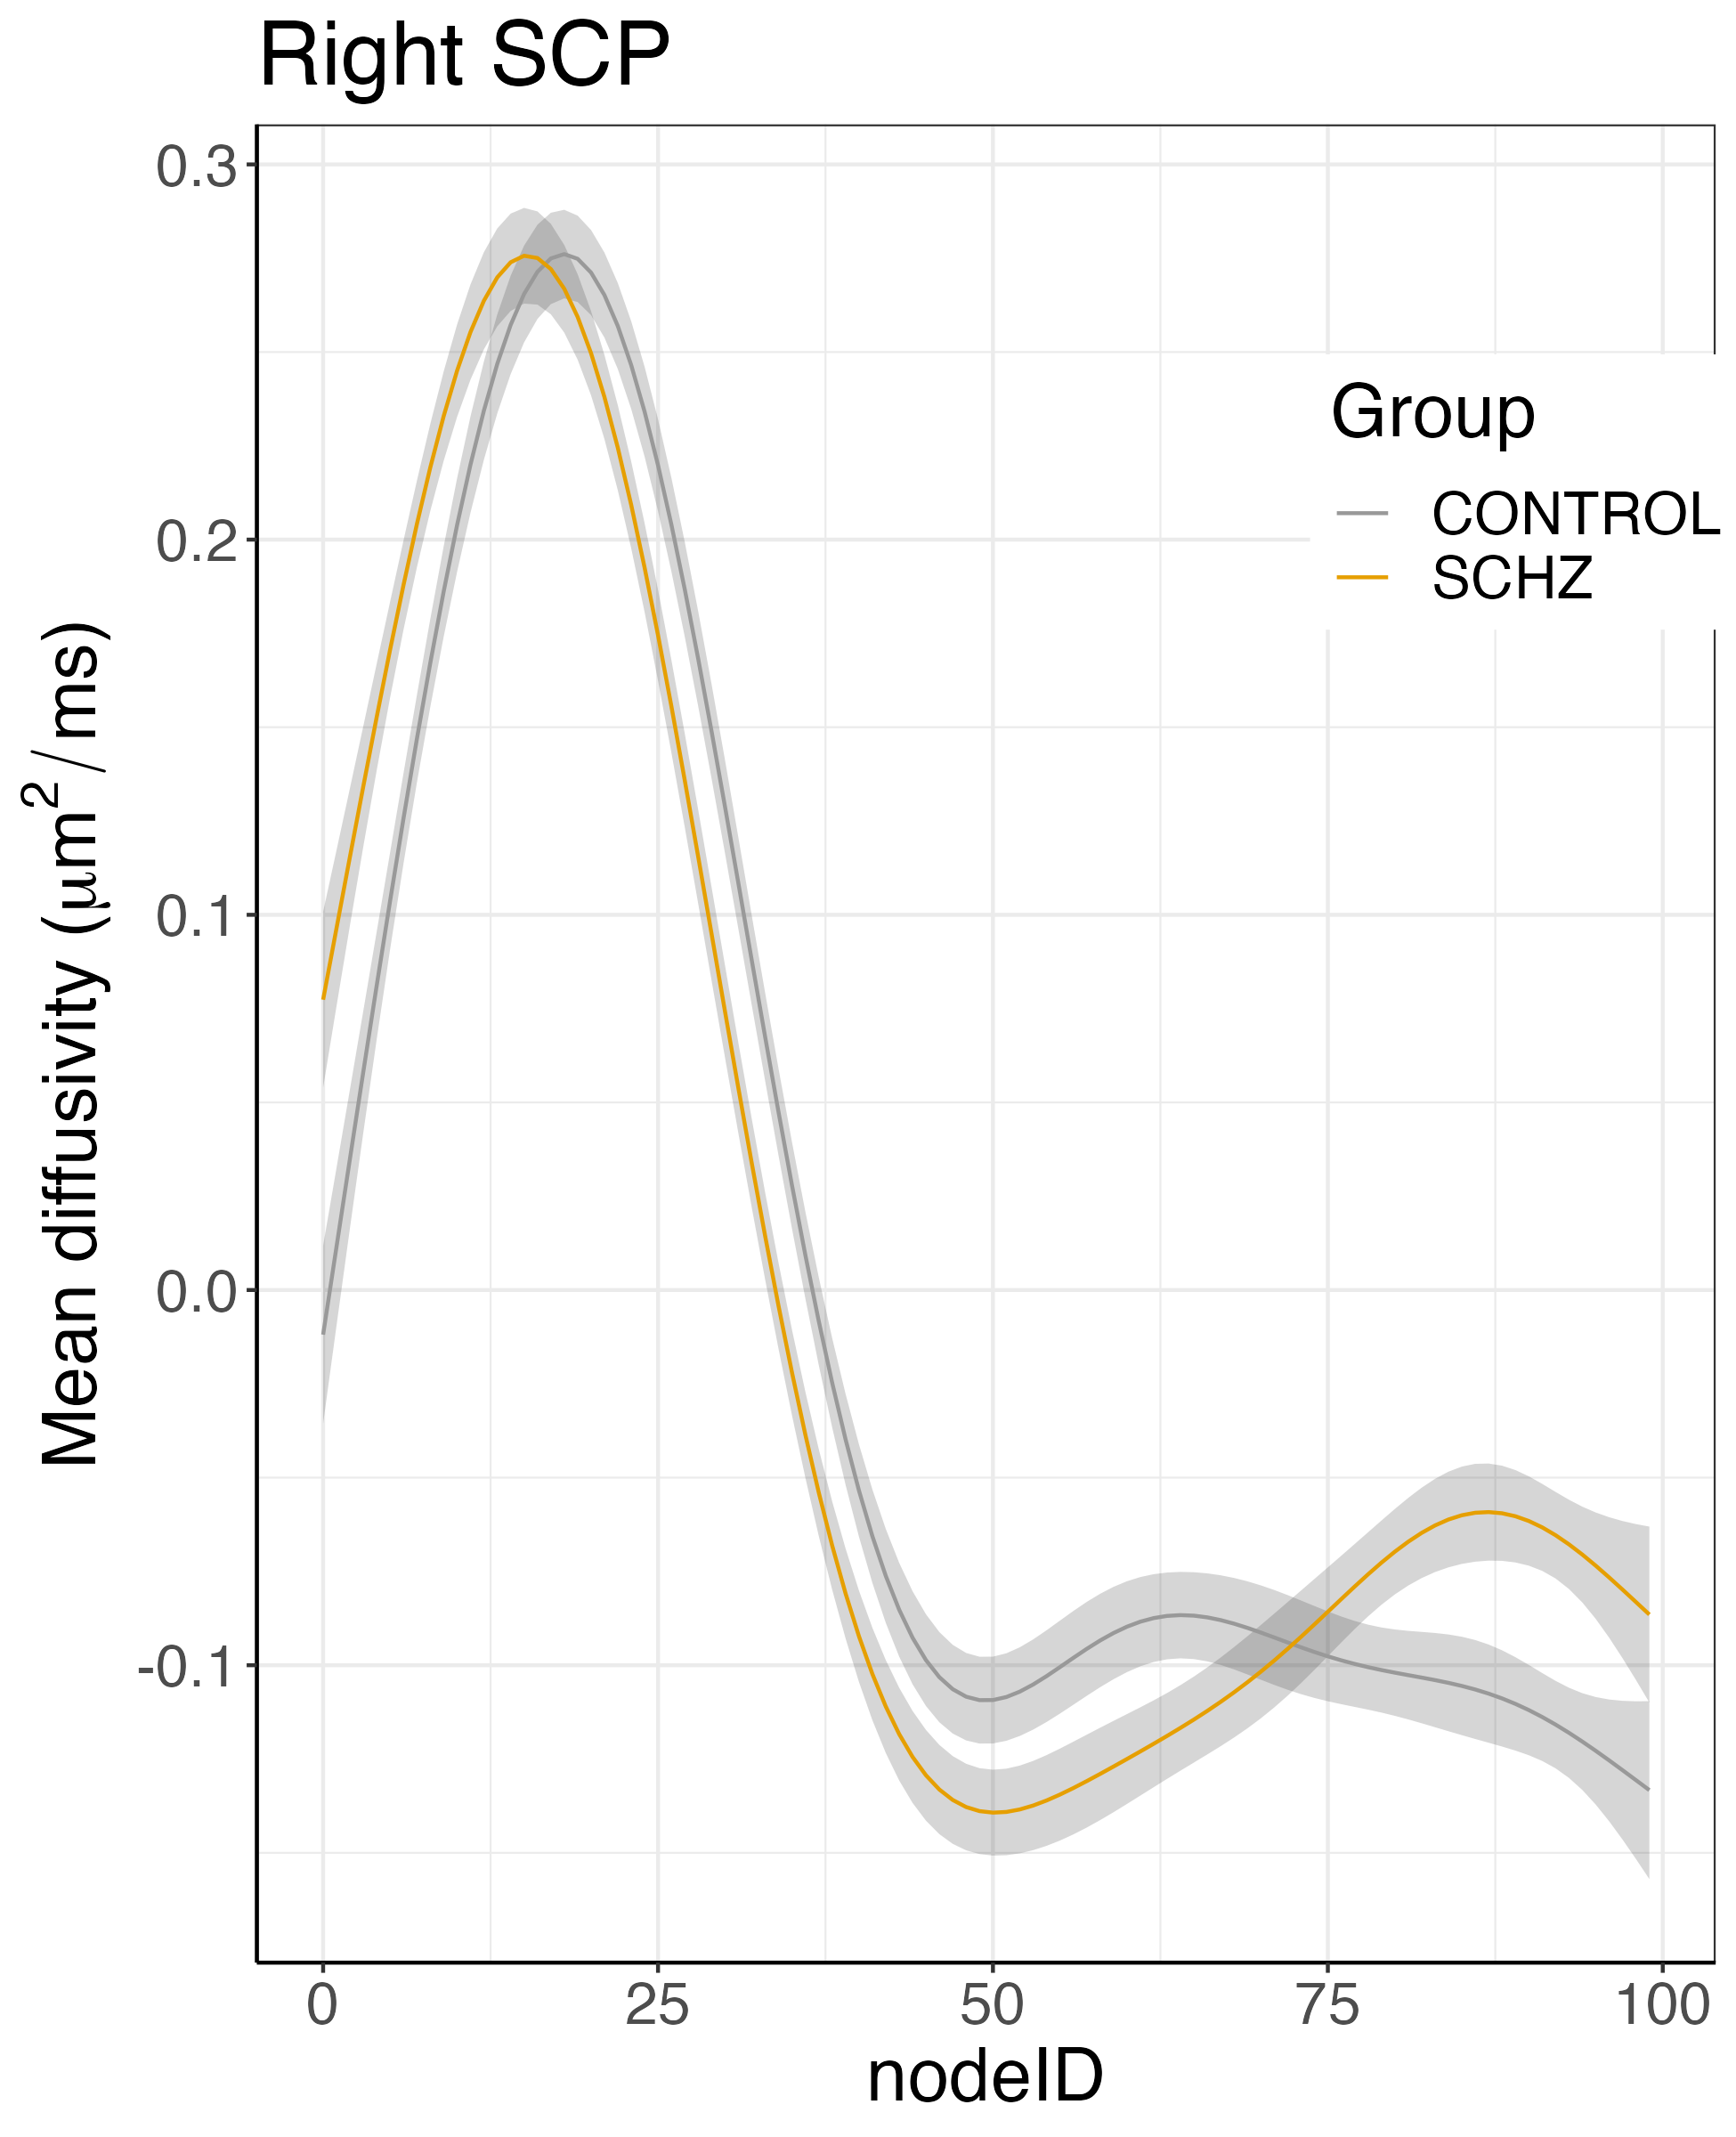 Right SCP
Mean diffusivity (μm²/ms)
0.3
0.2
0.1
0.0
-0.1
Group
CONTROL
SCHZ
0 25 50 75 100
nodeID